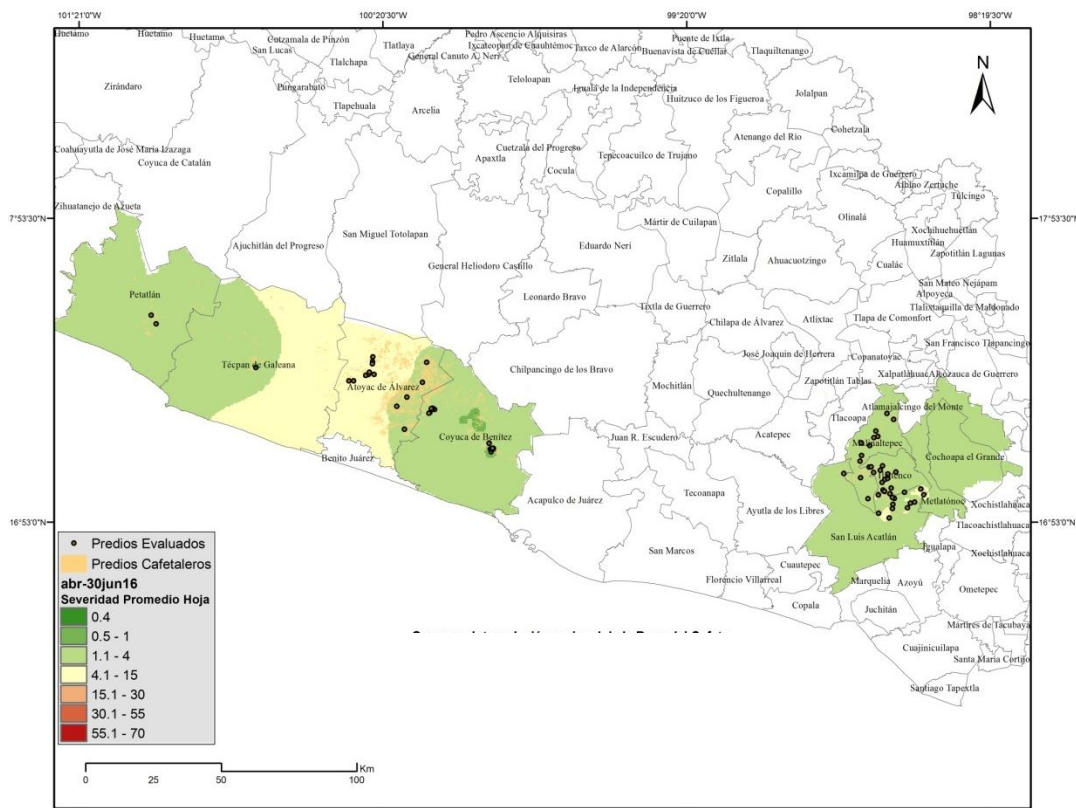 101°21'0"W 100°20'30"W 99°20'0"W 98°19'30"W
Huetamo
Huetamo
Huetamo
Cutzamala de Pinzón
San Lucas
Tlatlaya
Pedro Ascencio Alquisiras
Ixcateopan de Cuauhtémoc
General Canuto A. Neri
Taxco de Alarcón
Puente de Ixtla
Buenavista de Cuéllar
Tlaquiltenango
Tlalchapa
Zirándaro
Pungarabato
Tlapehuala
Arcelia
Teloloapan
Iguala de la Independencia
Huitzuco de los Figueroa
Jolalpan
Atenango del Río
Cohetzala
Coahuayutla de José María Izazaga
Coyuca de Catalán
Cuetzala del Progreso
Apaxtla
Tepecoacuilco de Trujano
Cocula
Ixcamilpa de Guerrero
Albino Zertuche
Tulcingo
Copalillo
Zihuatanejo de Azueta
Olinalá
7°53'30"N
17°53'30"N
N
Ajuchitlán del Progreso
San Miguel Totolapan
Mártir de Cuilapan
Eduardo Neri
Xochihuehuetlán
Huamuxtitlán
Zapotitlán Lagunas
General Heliodoro Castillo
Zitlala
Ahuacuotzingo
Cualác
San Mateo Nejápam
Alpoyeca
Petatlán
Leonardo Bravo
Tixtla de Guerrero
Tlalixtaquilla de Maldonado
Tlapa de Comonfort
Chilapa de Álvarez
Atlixtac
San Francisco Tlapancingo
José Joaquin de Herrera
Copanatoyac
Técpan de Galeana
Chilpancingo de los Bravo
Xalpatláhuac
Alcozauca de Guerrero
Zapotitlán Tablas
Atoyac de Álvarez
Mochitlán
Quechultenango
Atlamajalcingo del Monte
Tlacoapa
Coyuca de Benítez
Juan R. Escudero
Acatepec
Malinaltepec
Benito Juárez
Cochoapa el Grande
Tecoanapa
Acapulco de Juárez
Metlatónoc
Xochistlahuaca
Ayutla de los Libres
16°53'0"N
16°53'0"N
Tlacoachistlahuaca
San Luis Acatlán
Igualapa
San Marcos
Xochistlahuaca
Cuautepec
Florencio Villarreal
Marquelia
Azoyú
Ometepec
Copala
Juchitán
Mártires de Tacubaya
Cuajinicuilapa
Santa María Cortijo
Santiago Tapextla
Predios Evaluados
Predios Cafetaleros
abr-30jun16
Severidad Promedio Hoja
0.4
0.5 - 1
1.1 - 4
4.1 - 15
15.1 - 30
30.1 - 55
55.1 - 70
Km
0 25 50 100